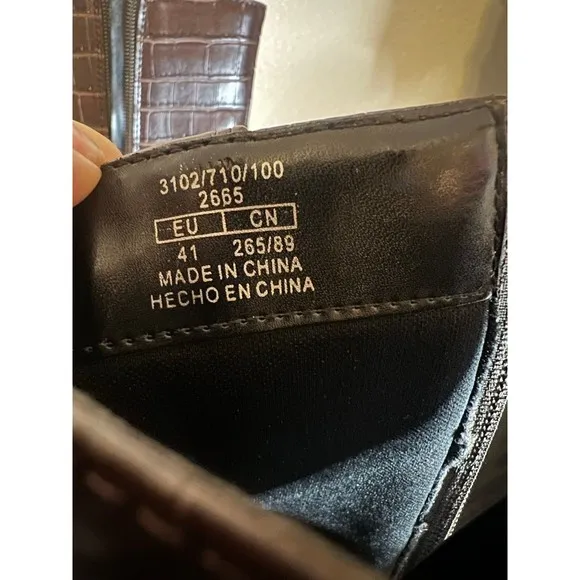 3102/710/100
2665
EU CN
41 265/89
MADE IN CHINA
HECHO EN CHINA